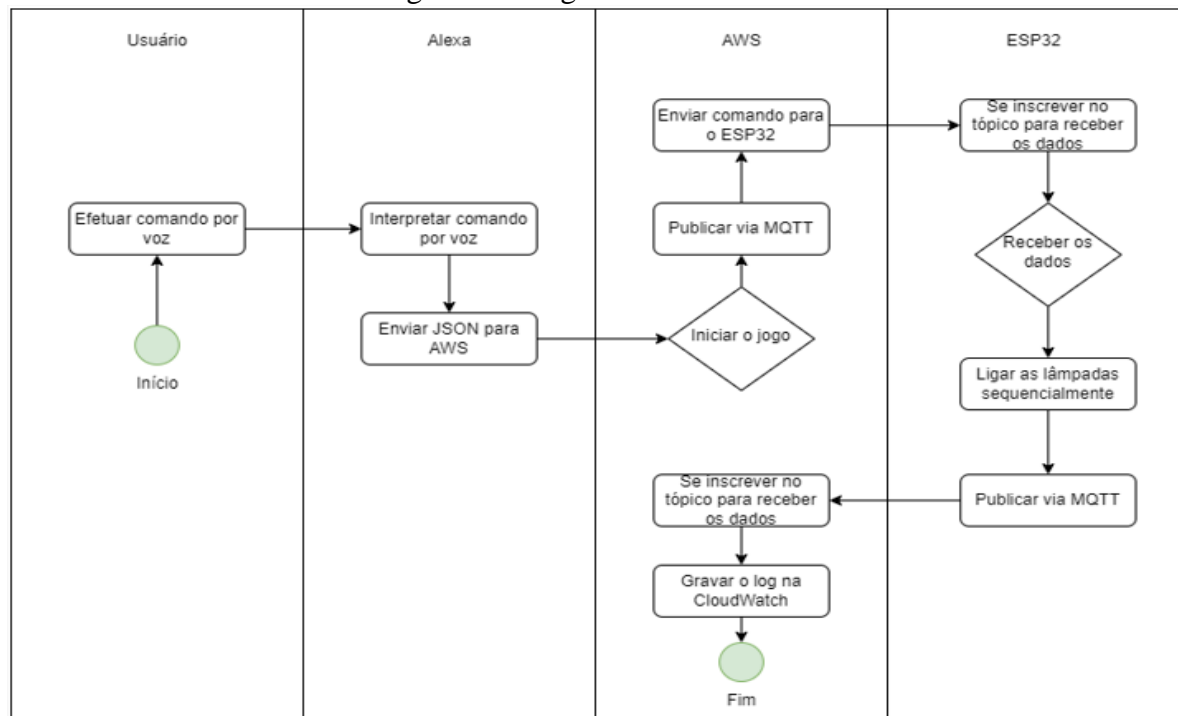 Usuário
Alexa
AWS
ESP32
Efetuar comando por
voz
Início
Interpretar comando
por voz
Enviar JSON para
AWS
Enviar comando para
o ESP32
Publicar via MQTT
Iniciar o jogo
Se inscrever no
tópico para receber
os dados
Receber os
dados
Ligar as lâmpadas
sequencialmente
Publicar via MQTT
Se inscrever no
tópico para receber
os dados
Gravar o log na
CloudWatch
Fim